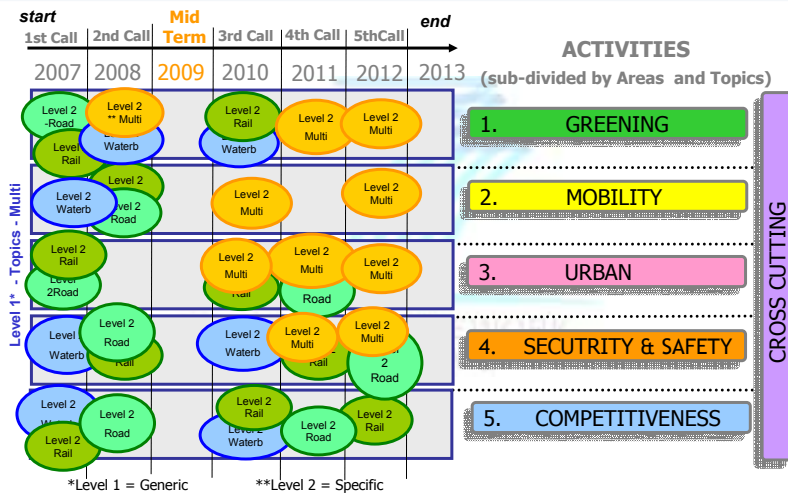 start
Mid
Term
end
1st Call 2nd Call 3rd Call 4th Call 5thCall
2007 2008 2009 2010 2011 2012 2013
ACTIVITIES
(sub-divided by Areas and Topics)
Level 1* - Topics - Multi
Level 2
-Road
Level 2
** Multi
Level 2
Rail
Level 2
Multi
Level 2
Multi
Rail
Waterb
Waterb
1. GREENING
Level 2
Waterb
Level 2
Road
Level 2
Multi
Level 2
Multi
2. MOBILITY
Level 2
Rail
Level
2Road
Level 2
Multi
Rail
Level 2
Multi
Road
Level 2
Multi
3. URBAN
Level 2
Waterb
Level 2
Road
Rail
Level 2
Waterb
Level 2
Multi
Rail
Level 2
Multi
2
Road
4. SECUTRITY & SAFETY
Level 2
Level 2
Rail
Level 2
Road
Level 2
Rail
Level 2
Waterb
Level 2
Road
Level 2
Rail
5. COMPETITIVENESS
CROSS CUTTING
*Level 1 = Generic **Level 2 = Specific